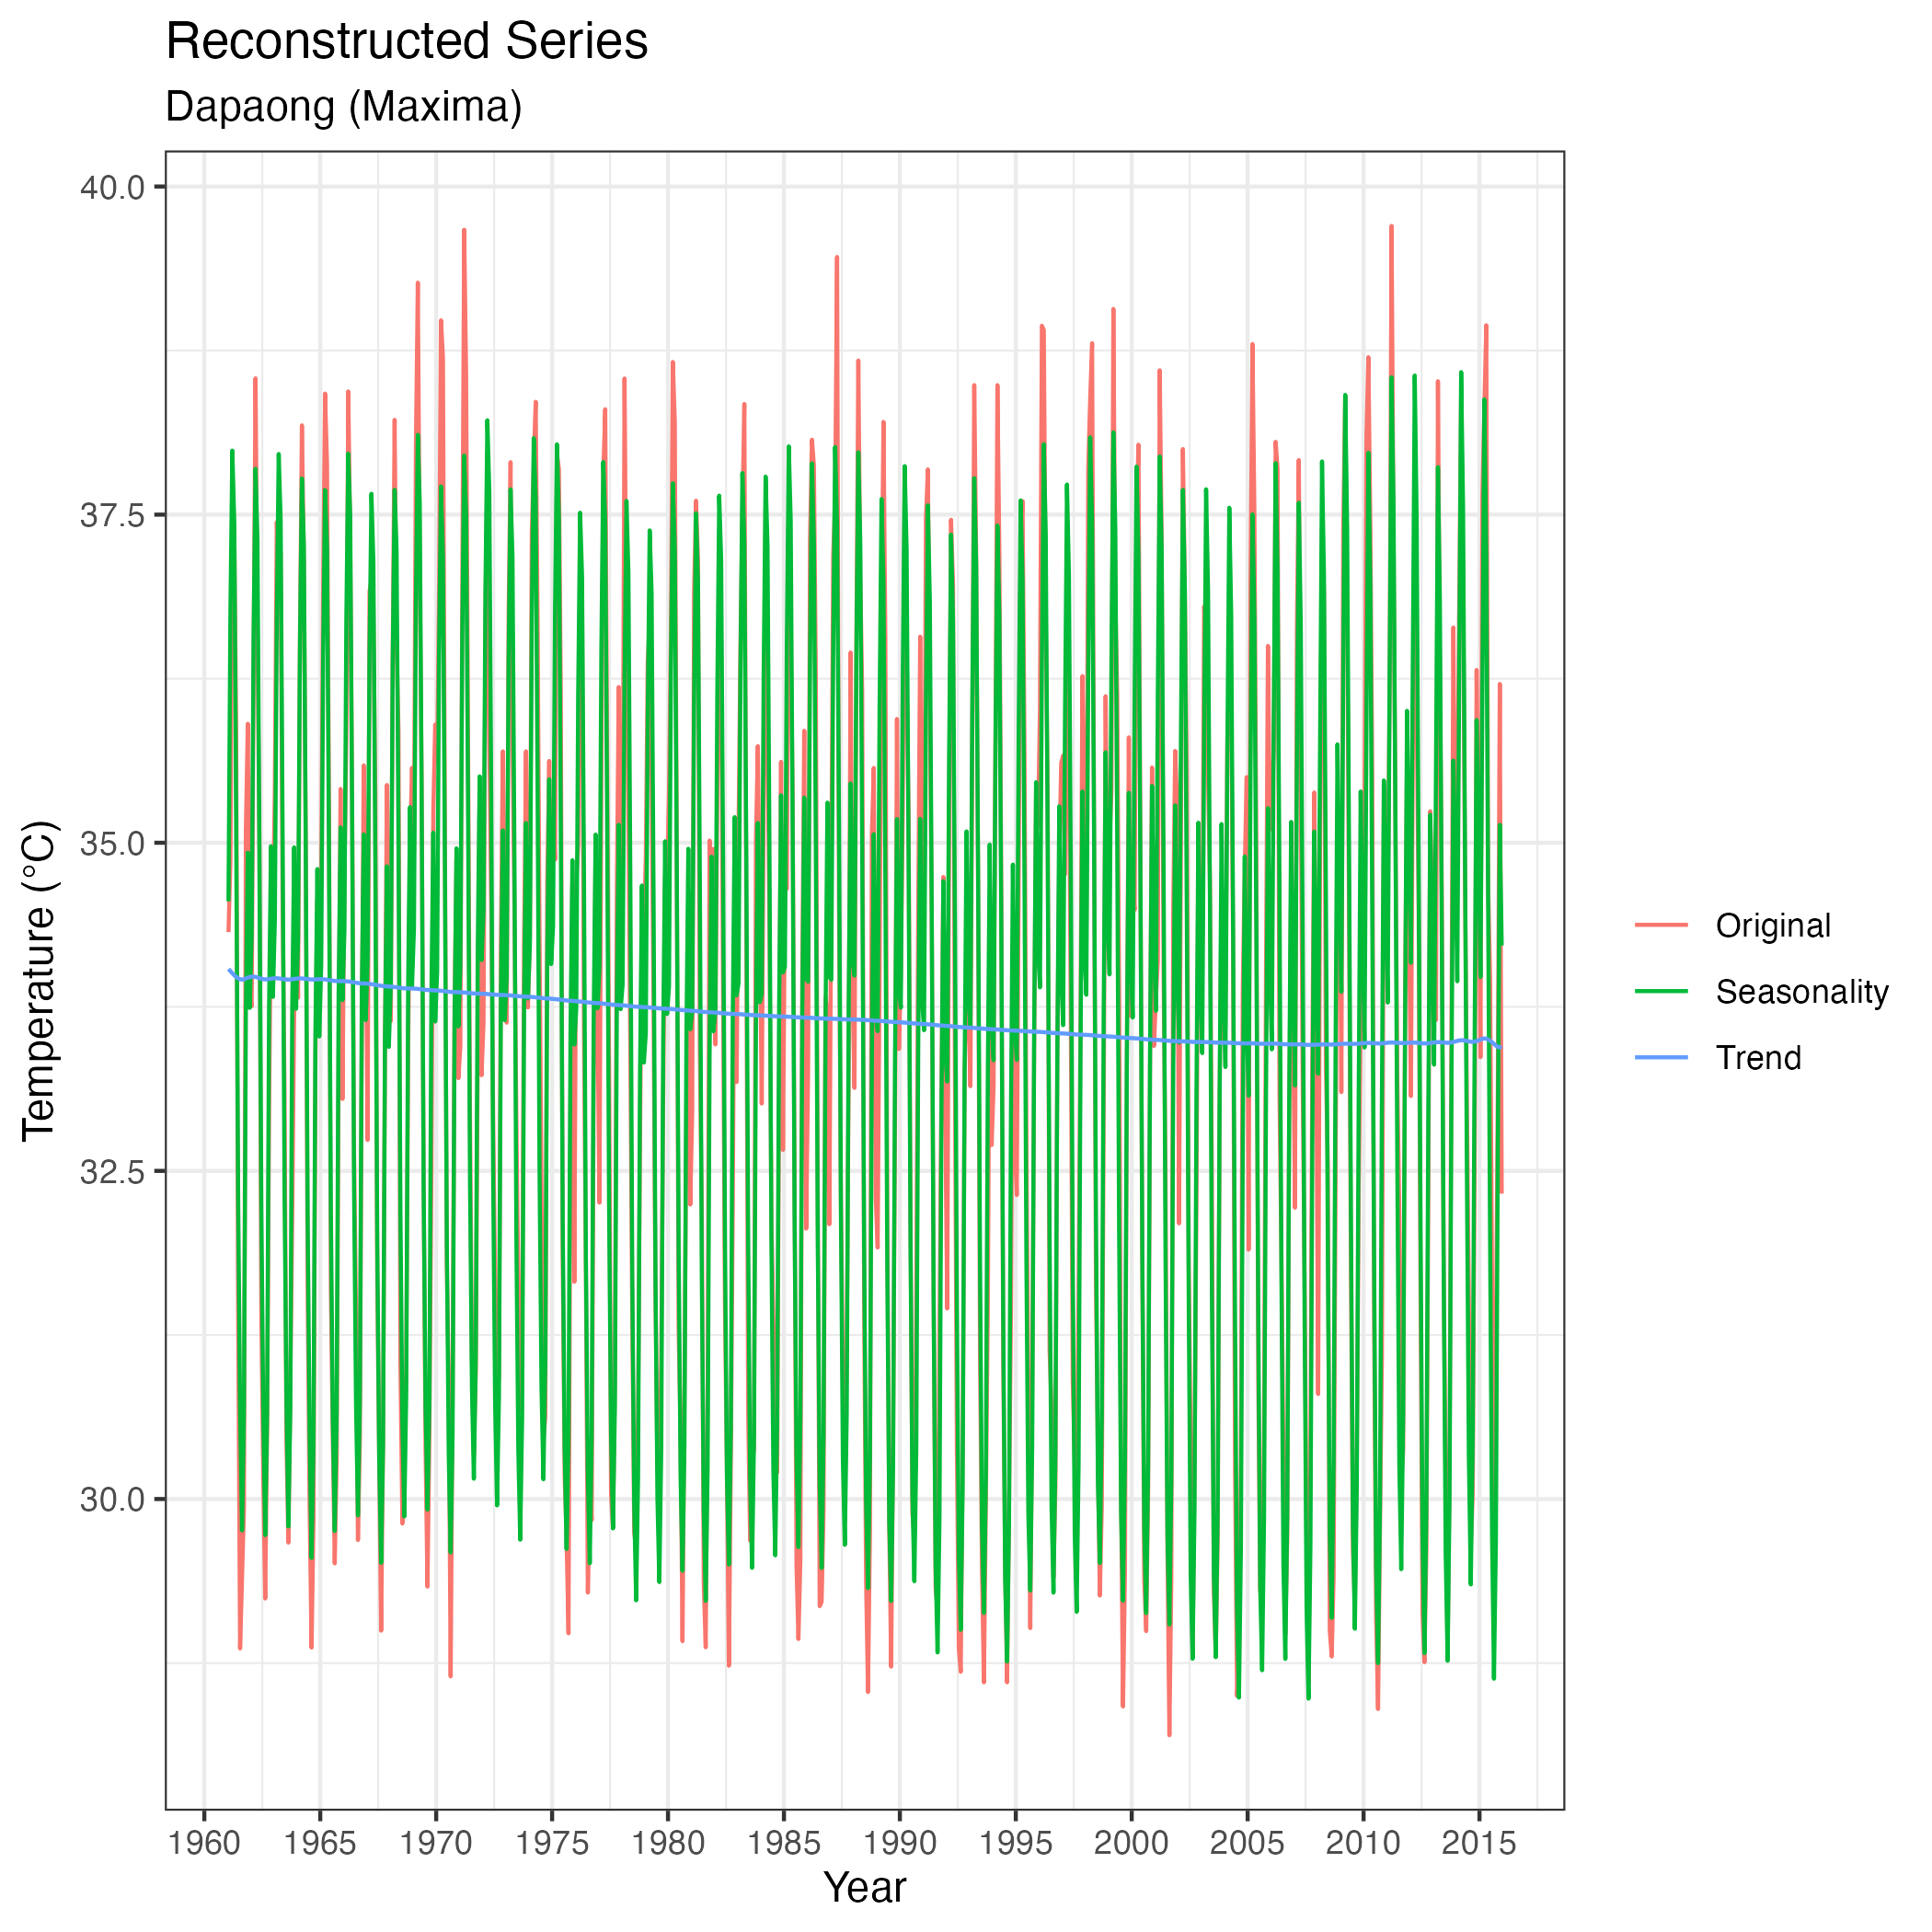 Reconstructed Series
Dapaong (Maxima)
40.0
37.5
35.0
32.5
30.0
Temperature (°C)
1960 1965 1970 1975 1980 1985 1990 1995 2000 2005 2010 2015
Year
Original
Seasonality
Trend